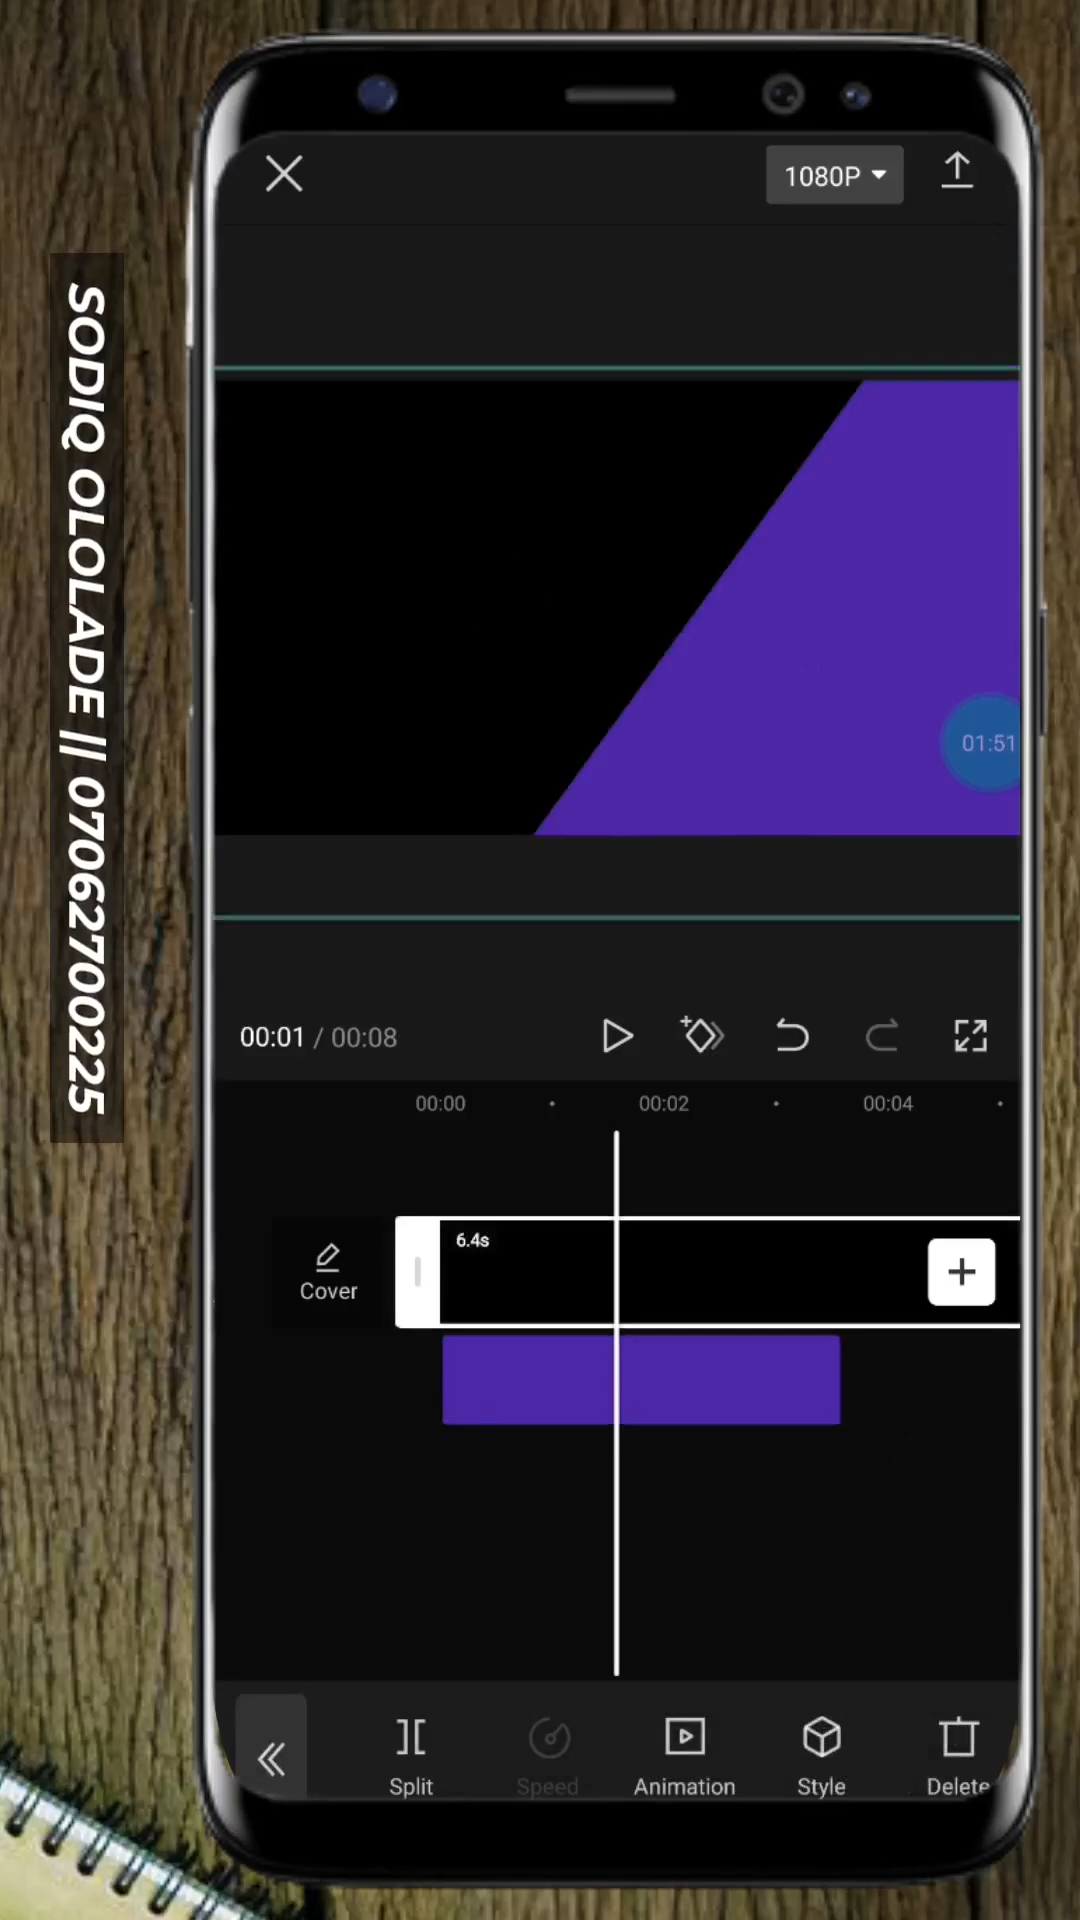 1080P
SODIQ OLOLADE || 07062700225
01:51
00:01 / 00:08
00:00
00:02
00:04
6.4s
Cover
Split
Speed
Animation
Style
Delete